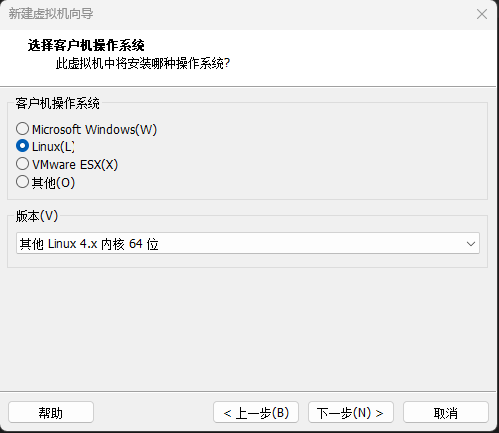 新建虚拟机向导
选择客户机操作系统
此虚拟机中将安装哪种操作系统?
客户机操作系统
Microsoft Windows(W)
Linux(L)
VMware ESX(X)
其他(O)
版本(V)
其他 Linux 4.x 内核 64 位
帮助
< 上一步(B)
下一步(N) >
取消